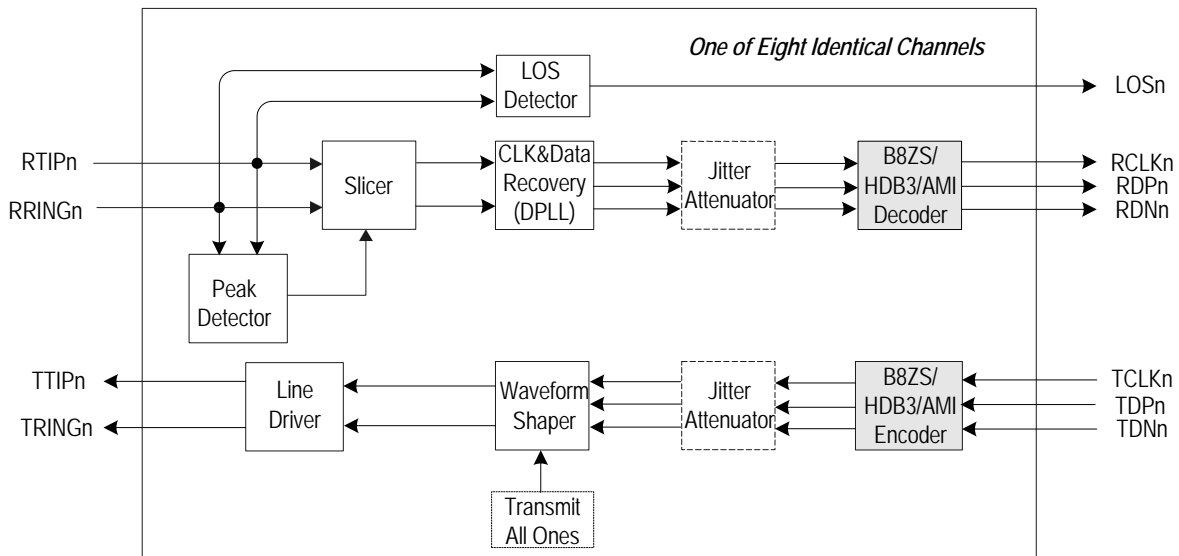 One of Eight Identical Channels
LOS
Detector
LOSn
RTIPn
RRINGn
Slicer
CLK&Data
Recovery
(DPLL)
Jitter
Attenuator
B8ZS/
HDB3/AMI
Decoder
RCLKn
RDPn
RDNn
Peak
Detector
TTIPn
TRINGn
Line
Driver
Waveform
Shaper
Jitter
Attenuator
B8ZS/
HDB3/AMI
Encoder
TCLKn
TDPn
TDNn
Transmit
All Ones